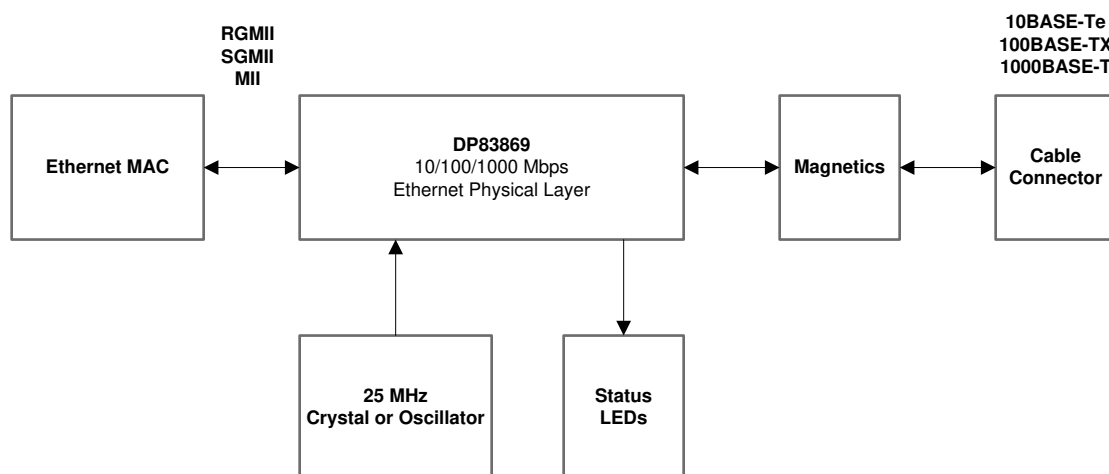 RGMII
SGMII
MII
10BASE-Te
100BASE-TX
1000BASE-T
Ethernet MAC
DP83869
10/100/1000 Mbps
Ethernet Physical Layer
Magnetics
Cable
Connector
25 MHz
Crystal or Oscillator
Status
LEDs